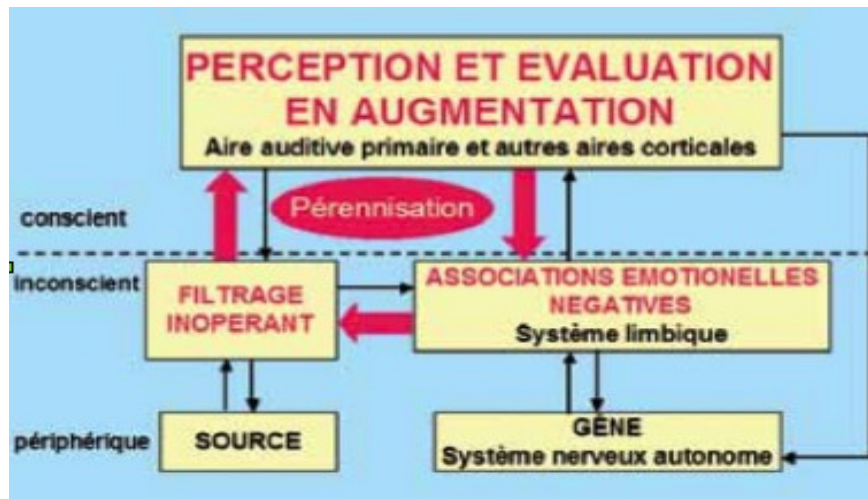 PERCEPTION ET EVALUATION
EN AUGMENTATION
Aire auditive primaire et autres aires corticales
Pérennisation
conscient
inconscient
FILTRAGE
INOPERANT
ASSOCIATIONS EMOTIONELLES
NEGATIVES
Système limbique
périphérique
SOURCE
GÊNE
Système nerveux autonome